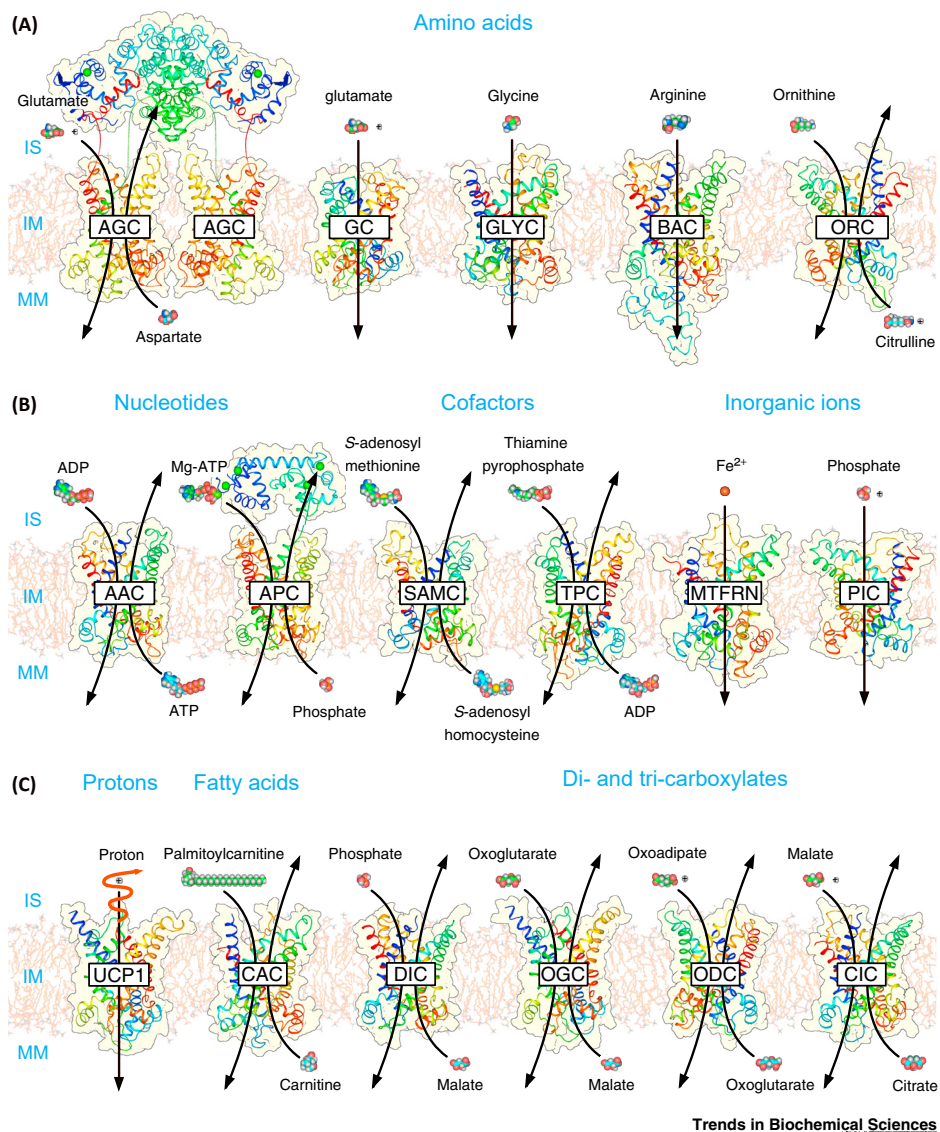 (A)
Amino acids
Glutamate
glutamate
Glycine
Arginine
Ornithine
+
+
IS
IM
MM
AGC
AGC
GC
GLYC
BAC
ORC
Aspartate
+
Citrulline
(B)
Nucleotides
Cofactors
Inorganic ions
ADP
Mg-ATP
S-adenosyl
methionine
Thiamine
pyrophosphate
Fe2+
Phosphate
+
IS
IM
MM
AAC
APC
SAMC
TPC
MTFRN
PIC
ATP
Phosphate
S-adenosyl
homocysteine
ADP
(C)
Protons
Fatty acids
Di- and tri-carboxylates
Proton
Palmitoylcarnitine
Phosphate
Oxoglutarate
Oxoadipate
Malate
+
+
+
IS
IM
MM
UCP1
CAC
DIC
OGC
ODC
CIC
Carnitine
Malate
Malate
Oxoglutarate
Citrate
Trends in Biochemical Sciences